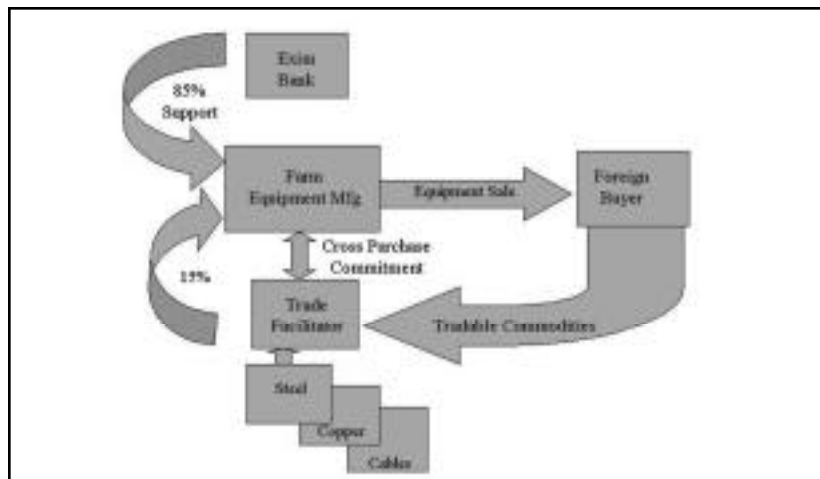 Exim
Bank
85%
Support
Farm
Equipment Mfg
Equipment Sale
Foreign
Buyer
Cross Purchase
Commitment
15%
Trade
Facilitator
Tradable Commodities
Steel
Copper
Cables